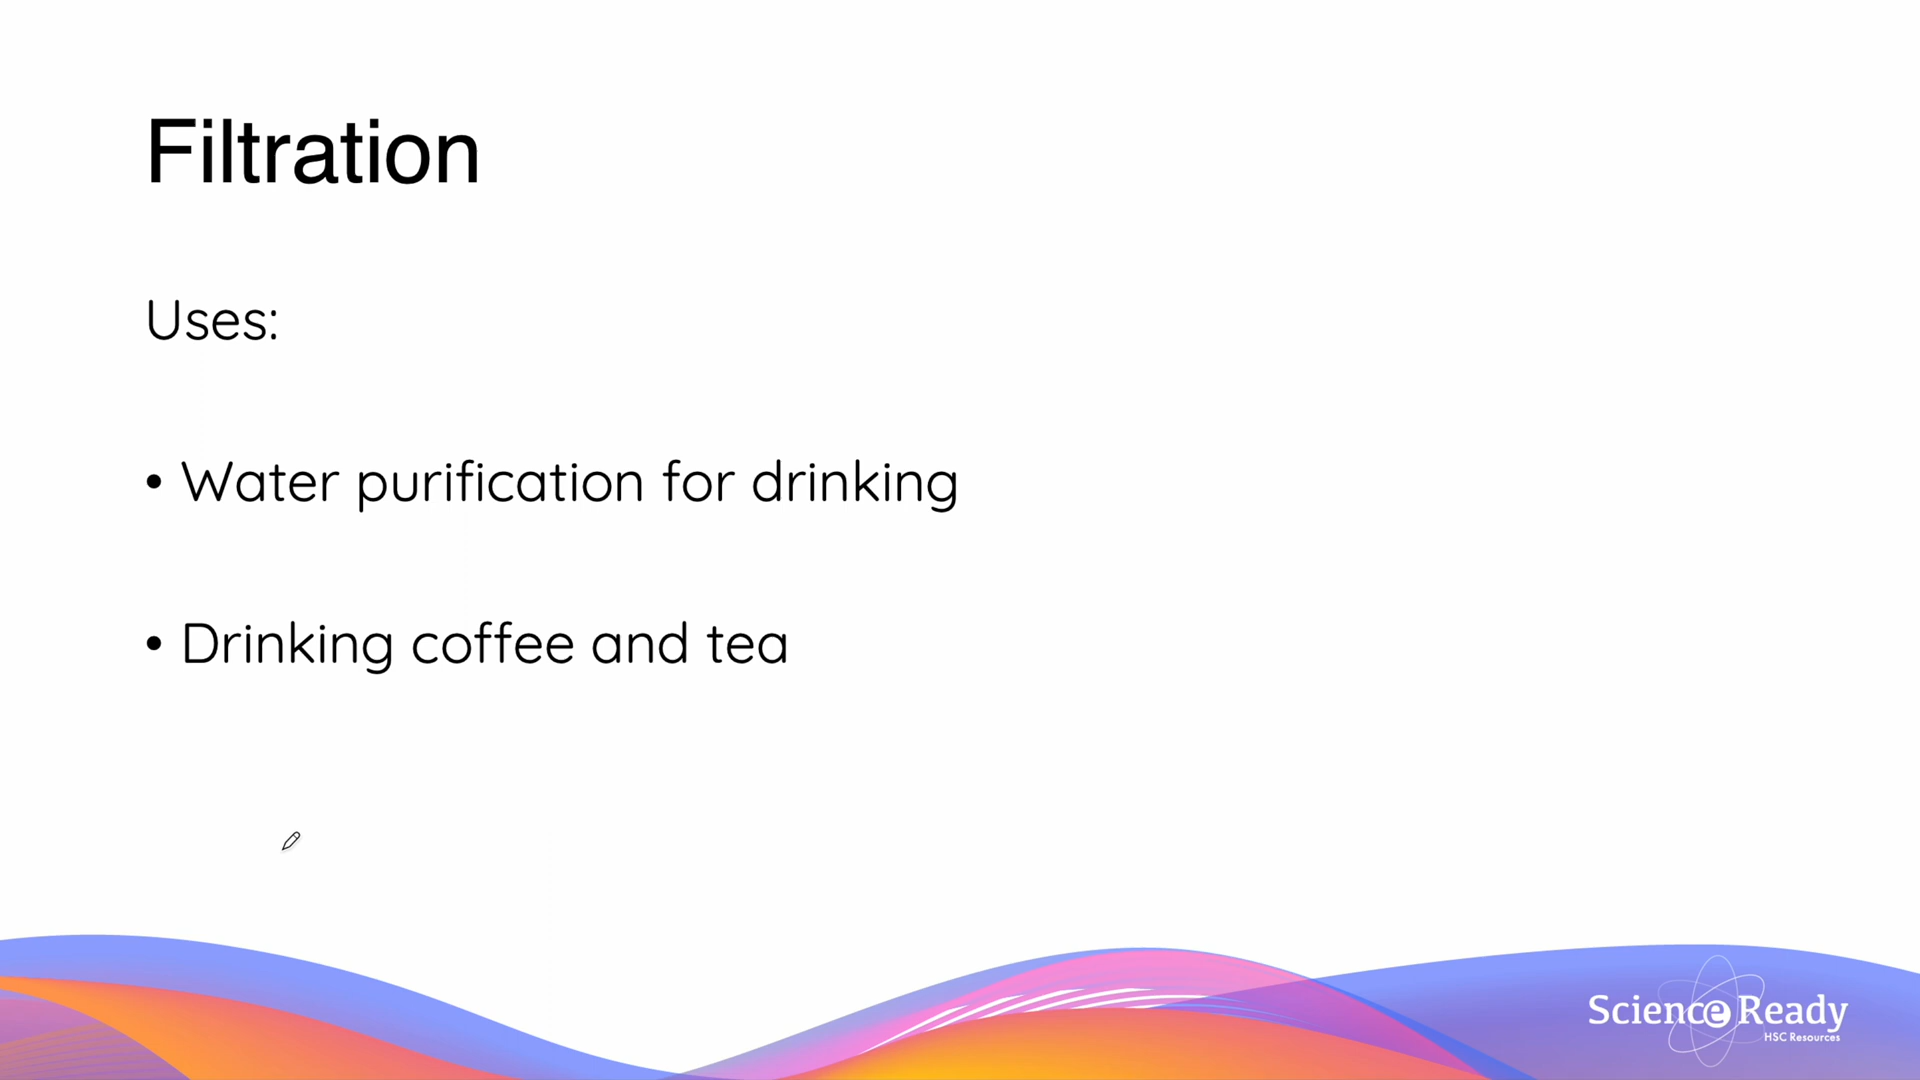 Filtration
Uses:
• Water purification for drinking
• Drinking coffee and tea
Science Ready
HSC Resources